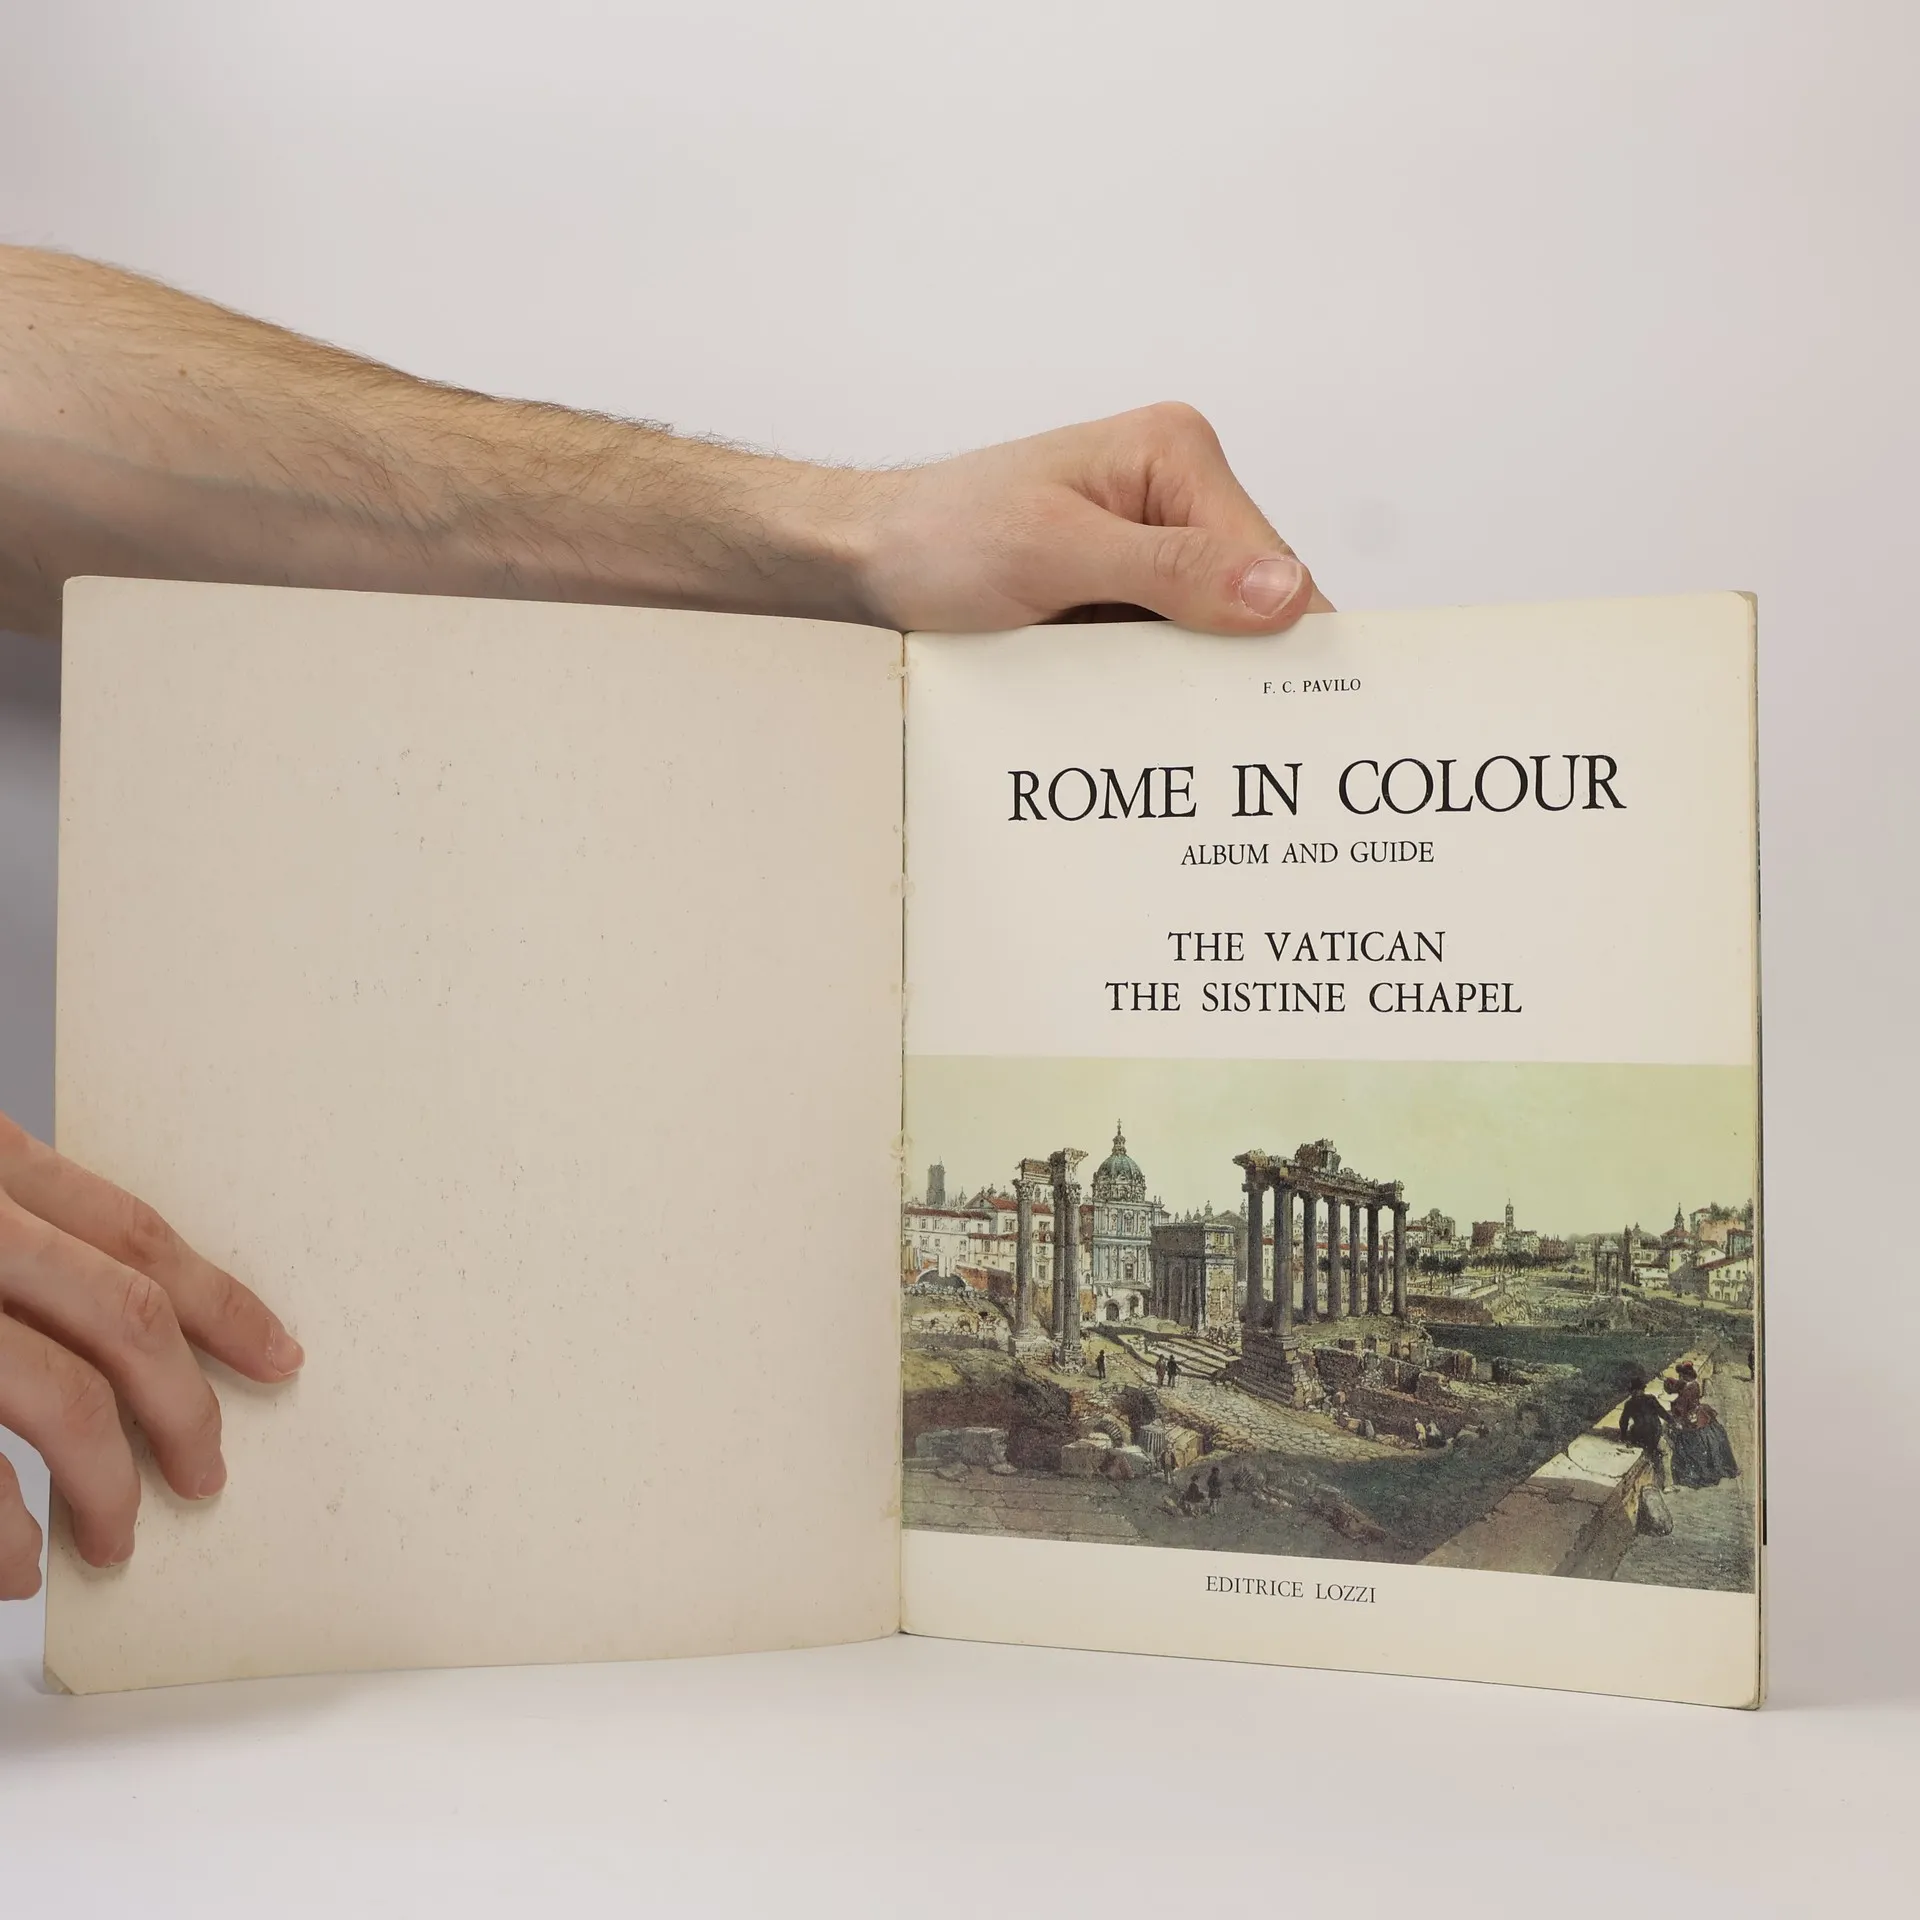 F. C. PAVILO
ROME IN COLOUR
ALBUM AND GUIDE
THE VATICAN
THE SISTINE CHAPEL
EDITRICE LOZZI